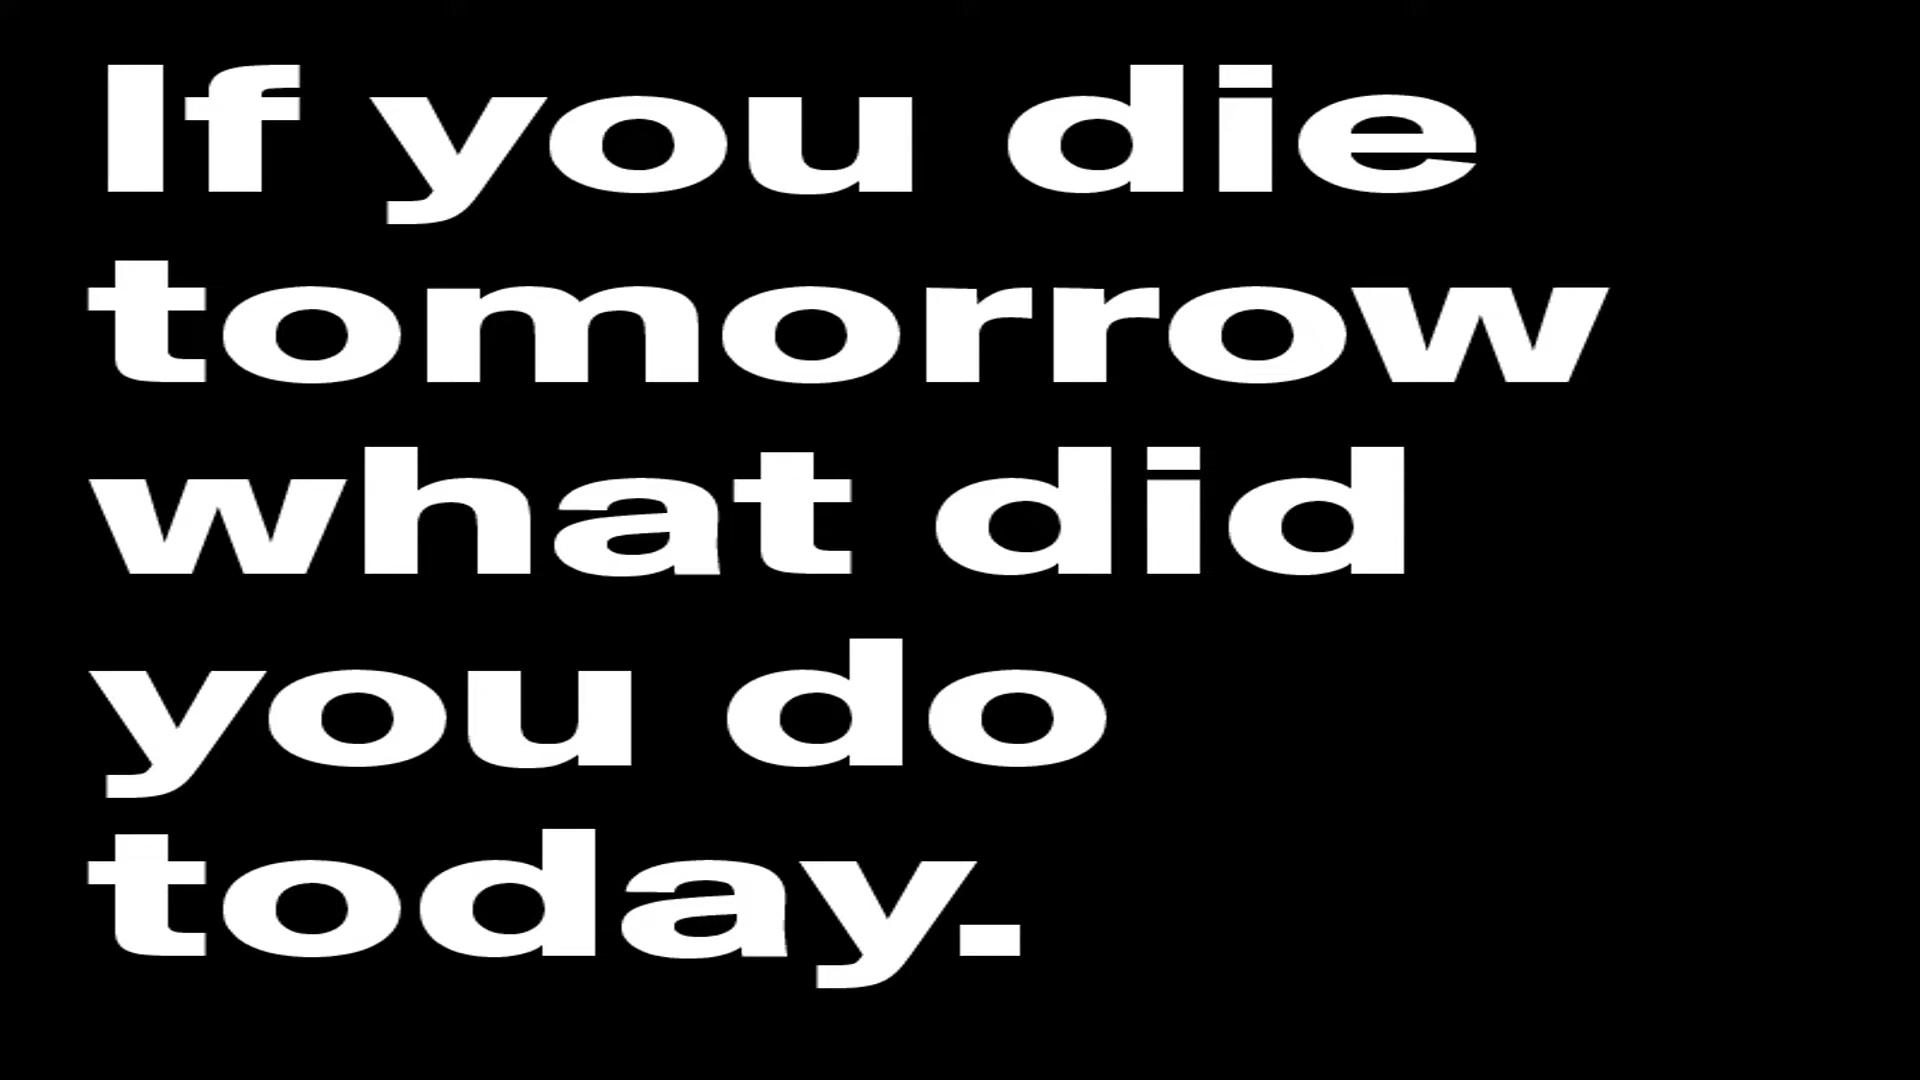 If you die
tomorrow
what did
you do
today.